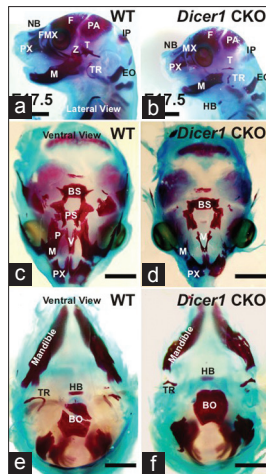 WT
Dicer1 CKO
F
PA
NB
IP
FMX
PX
Z
T
TR
M
EO
E17.5
Lateral View
a
F
NB
PA
IP
MX
PX
T
TR
M
EO
E17.5
HB
b
Ventral View WT
Dicer1 CKO
BS
PS
P
V
M
PX
c
BS
M
PX
d
Ventral View WT
Dicer1 CKO
Mandible
HB
TR
BO
e
Mandible
HB
TR
BO
f